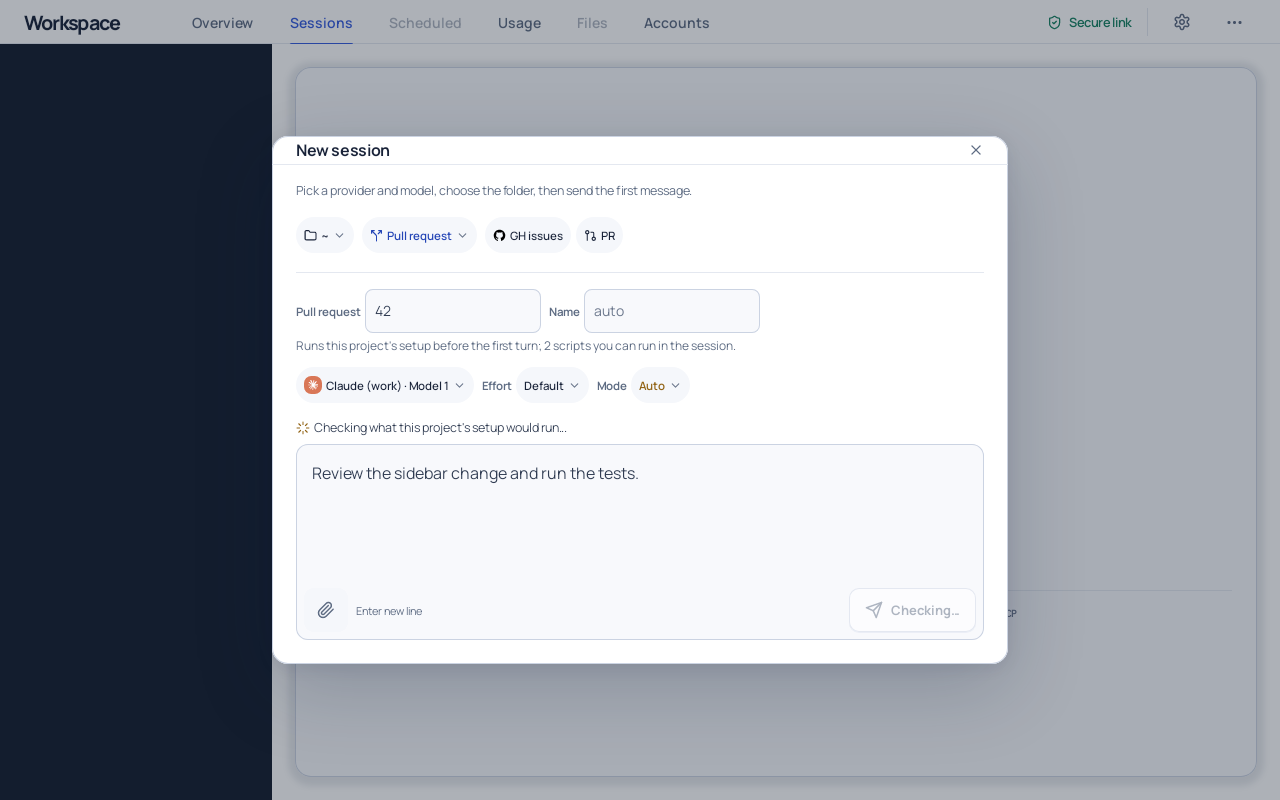 Workspace
Overview Sessions Scheduled Usage Files Accounts Secure link
New session
Pick a provider and model, choose the folder, then send the first message.
~ Pull request GH issues PR
Pull request 42 Name auto
Runs this project's setup before the first turn; 2 scripts you can run in the session.
Claude (work) · Model 1 Effort Default Mode Auto
Checking what this project's setup would run...
Review the sidebar change and run the tests.
Enter new line Checking...